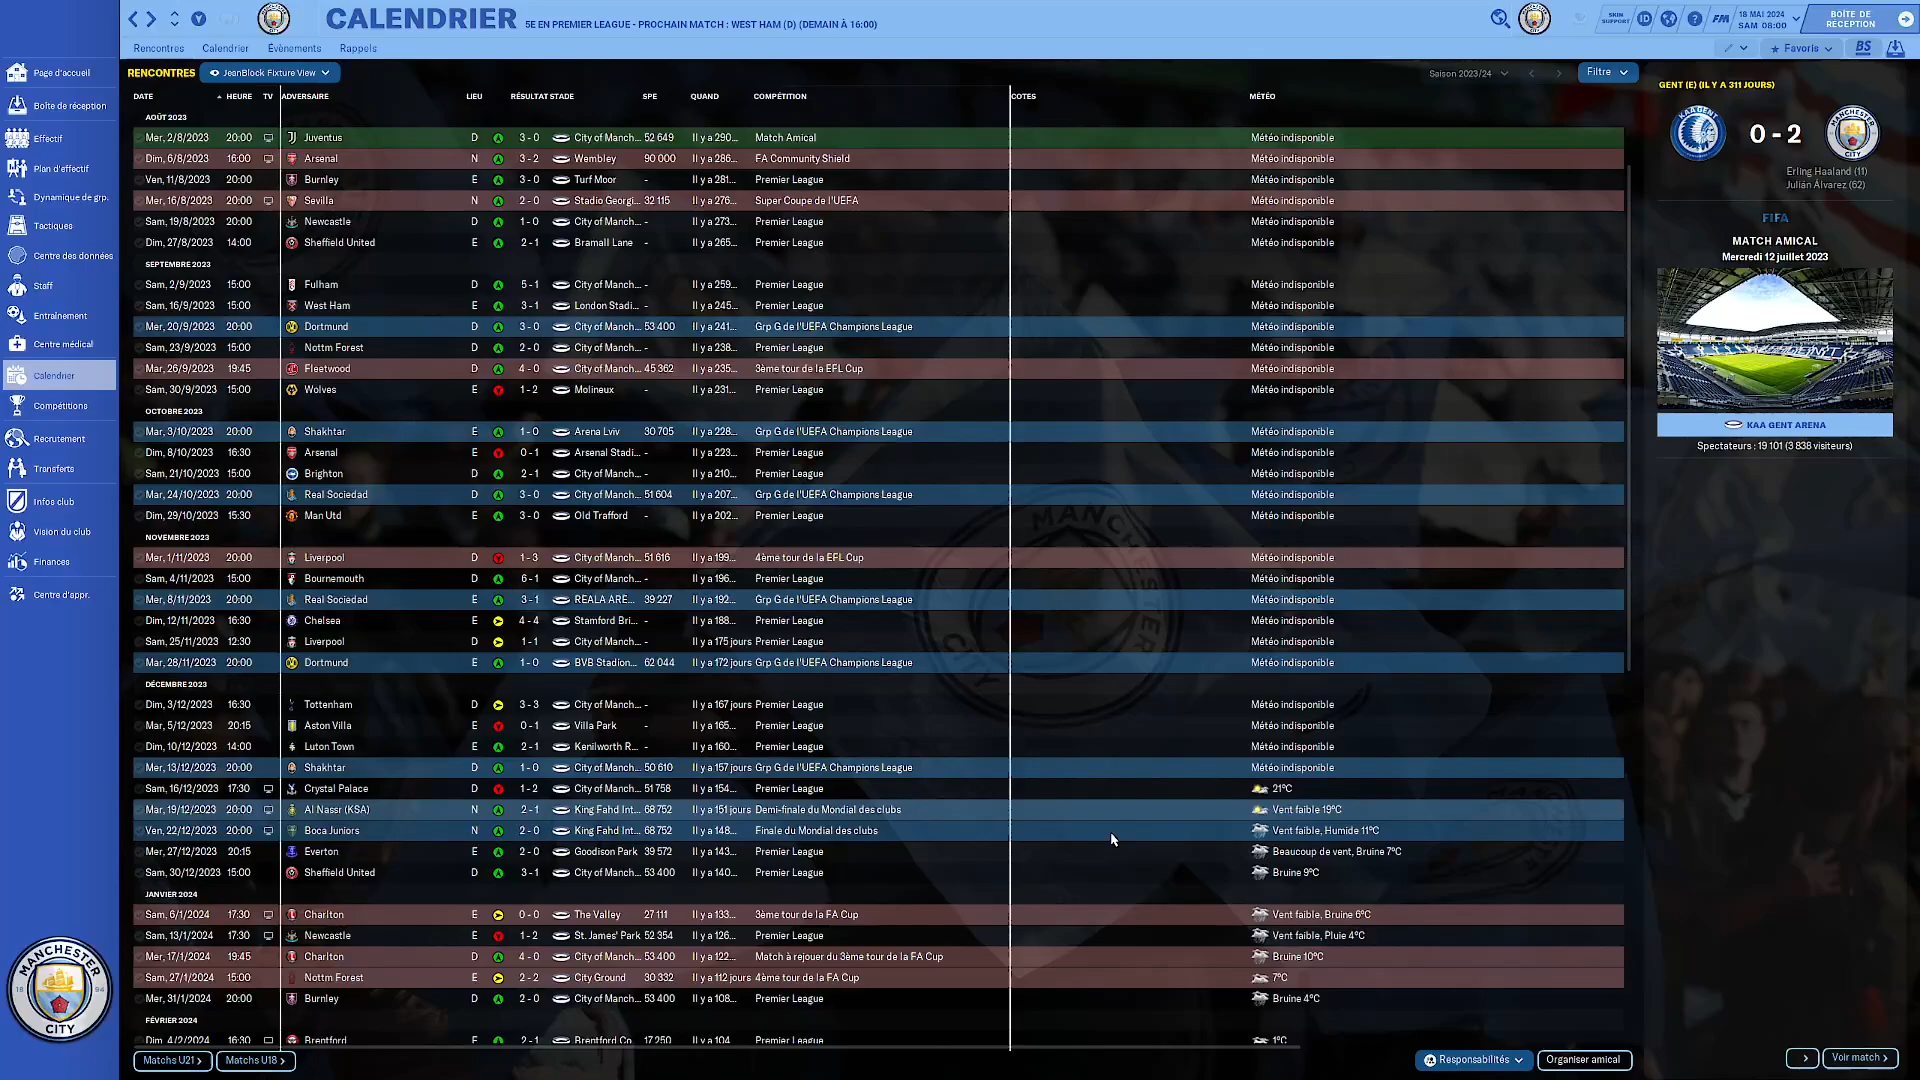 CALENDRIER
5E EN PREMIER LEAGUE - PROCHAIN MATCH : WEST HAM (D) (DEMAIN À 16:00)
SKIN SUPPORT
ID
FM
18 MAI 2024
SAM. 08:00
BOÎTE DE RECEPTION
Rencontres Calendrier Évènements Rappels
Favoris
BS
Page d'accueil
Boîte de réception
Effectif
Plan d'effectif
Dynamique de grp.
Tactiques
Centre des données
Staff
Entraînement
Centre médical
Calendrier
Compétitions
Recrutement
Transferts
Infos club
Vision du club
Finances
Centre d'appr.
MANCHESTER
18 94
CITY
RENCONTRES JeanBlock Fixture View
Saison 2023/24 Filtre
DATE HEURE TV ADVERSAIRE LIEU RÉSULTAT STADE SPE QUAND COMPÉTITION COTES MÉTÉO
AOÛT 2023
Mer, 2/8/2023 20:00 Juventus D 3 - 0 City of Manch... 52 649 Il y a 290... Match Amical Météo indisponible
Dim, 6/8/2023 16:00 Arsenal N 3 - 2 Wembley 90 000 Il y a 286... FA Community Shield Météo indisponible
Ven, 11/8/2023 20:00 Burnley E 3 - 0 Turf Moor - Il y a 281... Premier League Météo indisponible
Mer, 16/8/2023 20:00 Sevilla N 2 - 0 Stadio Georgi... 32 115 Il y a 276... Super Coupe de l'UEFA Météo indisponible
Sam, 19/8/2023 20:00 Newcastle D 1 - 0 City of Manch... - Il y a 273... Premier League Météo indisponible
Dim, 27/8/2023 14:00 Sheffield United E 2 - 1 Bramall Lane - Il y a 265... Premier League Météo indisponible
SEPTEMBRE 2023
Sam, 2/9/2023 15:00 Fulham D 5 - 1 City of Manch... - Il y a 259... Premier League Météo indisponible
Sam, 16/9/2023 15:00 West Ham E 3 - 1 London Stadi... - Il y a 245... Premier League Météo indisponible
Mer, 20/9/2023 20:00 Dortmund D 3 - 0 City of Manch... 53 400 Il y a 241... Grp G de l'UEFA Champions League Météo indisponible
Sam, 23/9/2023 15:00 Nottm Forest D 2 - 0 City of Manch... - Il y a 238... Premier League Météo indisponible
Mar, 26/9/2023 19:45 Fleetwood D 4 - 0 City of Manch... 45 362 Il y a 235... 3ème tour de la EFL Cup Météo indisponible
Sam, 30/9/2023 15:00 Wolves E 1 - 2 Molineux - Il y a 231... Premier League Météo indisponible
OCTOBRE 2023
Mar, 3/10/2023 20:00 Shakhtar E 1 - 0 Arena Lviv 30 705 Il y a 228... Grp G de l'UEFA Champions League Météo indisponible
Dim, 8/10/2023 16:30 Arsenal E 0 - 1 Arsenal Stadi... - Il y a 223... Premier League Météo indisponible
Sam, 21/10/2023 15:00 Brighton D 2 - 1 City of Manch... - Il y a 210... Premier League Météo indisponible
Mar, 24/10/2023 20:00 Real Sociedad D 3 - 0 City of Manch... 51 604 Il y a 207... Grp G de l'UEFA Champions League Météo indisponible
Dim, 29/10/2023 15:30 Man Utd E 3 - 0 Old Trafford - Il y a 202... Premier League Météo indisponible
NOVEMBRE 2023
Mer, 1/11/2023 20:00 Liverpool D 1 - 3 City of Manch... 51 616 Il y a 199... 4ème tour de la EFL Cup Météo indisponible
Sam, 4/11/2023 15:00 Bournemouth D 6 - 1 City of Manch... - Il y a 196... Premier League Météo indisponible
Mer, 8/11/2023 20:00 Real Sociedad E 3 - 1 REALA ARE... 39 227 Il y a 192... Grp G de l'UEFA Champions League Météo indisponible
Dim, 12/11/2023 16:30 Chelsea E 4 - 4 Stamford Bri... - Il y a 188... Premier League Météo indisponible
Sam, 25/11/2023 12:30 Liverpool D 1 - 1 City of Manch... - Il y a 175 jours Premier League Météo indisponible
Mar, 28/11/2023 20:00 Dortmund E 1 - 0 BVB Stadion... 62 044 Il y a 172 jours Grp G de l'UEFA Champions League Météo indisponible
DÉCEMBRE 2023
Dim, 3/12/2023 16:30 Tottenham D 3 - 3 City of Manch... - Il y a 167 jours Premier League Météo indisponible
Mar, 5/12/2023 20:15 Aston Villa E 0 - 1 Villa Park - Il y a 165... Premier League Météo indisponible
Dim, 10/12/2023 14:00 Luton Town E 2 - 1 Kenilworth R... - Il y a 160... Premier League Météo indisponible
Mer, 13/12/2023 20:00 Shakhtar D 1 - 0 City of Manch... 50 610 Il y a 157 jours Grp G de l'UEFA Champions League Météo indisponible
Sam, 16/12/2023 17:30 Crystal Palace D 1 - 2 City of Manch... 51 758 Il y a 154... Premier League 21°C
Mar, 19/12/2023 20:00 Al Nassr (KSA) N 2 - 1 King Fahd Int... 68 752 Il y a 151 jours Demi-finale du Mondial des clubs Vent faible 19°C
Ven, 22/12/2023 20:00 Boca Juniors N 2 - 0 King Fahd Int... 68 752 Il y a 148... Finale du Mondial des clubs Vent faible, Humide 11°C
Mer, 27/12/2023 20:15 Everton E 2 - 0 Goodison Park 39 572 Il y a 143... Premier League Beaucoup de vent, Bruine 7°C
Sam, 30/12/2023 15:00 Sheffield United D 3 - 1 City of Manch... 53 400 Il y a 140... Premier League Bruine 9°C
JANVIER 2024
Sam, 6/1/2024 17:30 Charlton E 0 - 0 The Valley 27 111 Il y a 133... 3ème tour de la FA Cup Vent faible, Bruine 6°C
Sam, 13/1/2024 17:30 Newcastle E 1 - 2 St. James' Park 52 354 Il y a 126... Premier League Vent faible, Pluie 4°C
Mer, 17/1/2024 19:45 Charlton D 4 - 0 City of Manch... 53 400 Il y a 122... Match à rejouer du 3ème tour de la FA Cup Bruine 10°C
Sam, 27/1/2024 15:00 Nottm Forest E 2 - 2 City Ground 30 332 Il y a 112 jours 4ème tour de la FA Cup 7°C
Mer, 31/1/2024 20:00 Burnley D 2 - 0 City of Manch... 53 400 Il y a 108... Premier League Bruine 4°C
FÉVRIER 2024
Dim, 4/2/2024 16:30 Brentford E 2 - 1 Brentford Co... 17 250 Il y a 104... Premier League 1°C
Matchs U21 Matchs U18
Responsabilités Organiser amical
GENT (E) (IL Y A 311 JOURS)
KAA GENT
0 - 2
MANCHESTER
CITY
Erling Haaland (11)
Julián Álvarez (62)
FIFA
MATCH AMICAL
Mercredi 12 juillet 2023
KAA GENT ARENA
Spectateurs : 19 101 (3 838 visiteurs)
Voir match